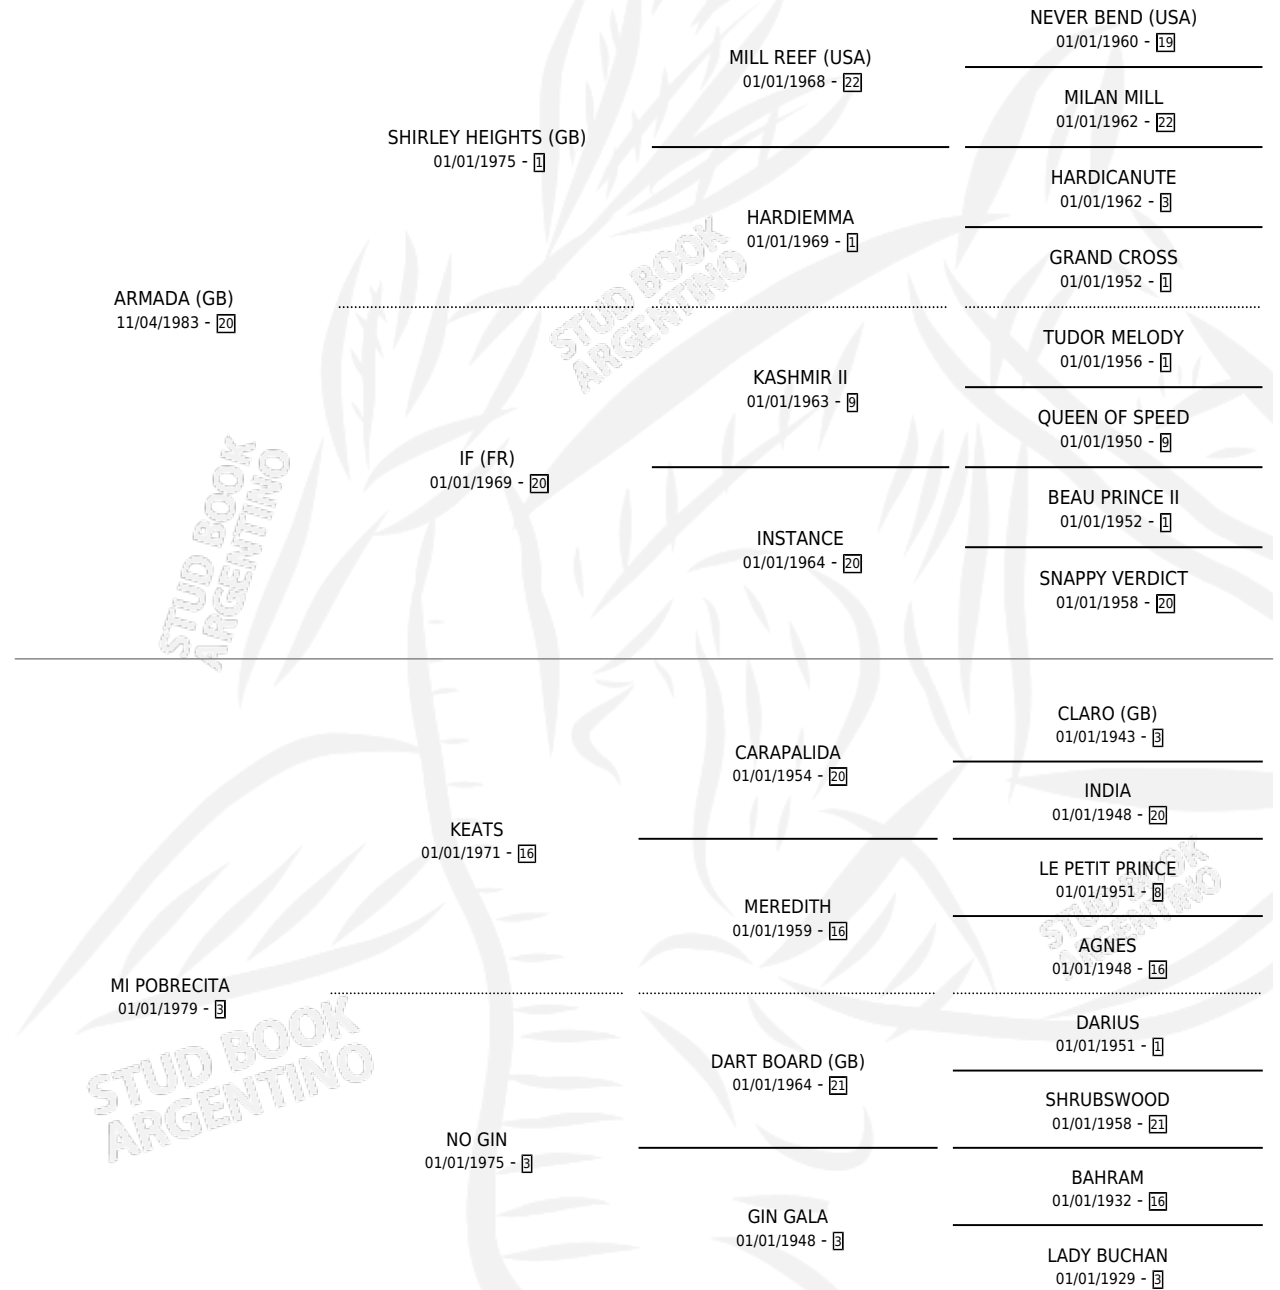 NEVER BEND (USA)
01/01/1960 - 19
MILL REEF (USA)
01/01/1968 - 22
MILAN MILL
01/01/1962 - 22
SHIRLEY HEIGHTS (GB)
01/01/1975 - 1
HARDICANUTE
01/01/1962 - 3
HARDIEMMA
01/01/1969 - 1
GRAND CROSS
01/01/1952 - 1
ARMADA (GB)
11/04/1983 - 20
TUDOR MELODY
01/01/1956 - 1
KASHMIR II
01/01/1963 - 9
QUEEN OF SPEED
01/01/1950 - 9
IF (FR)
01/01/1969 - 20
BEAU PRINCE II
01/01/1952 - 1
INSTANCE
01/01/1964 - 20
SNAPPY VERDICT
01/01/1958 - 20
CLARO (GB)
01/01/1943 - 3
CARAPALIDA
01/01/1954 - 20
INDIA
01/01/1948 - 20
KEATS
01/01/1971 - 16
LE PETIT PRINCE
01/01/1951 - 8
MEREDITH
01/01/1959 - 16
AGNES
01/01/1948 - 16
MI POBRECITA
01/01/1979 - 3
DARIUS
01/01/1951 - 1
DART BOARD (GB)
01/01/1964 - 21
SHRUBSWOOD
01/01/1958 - 21
NO GIN
01/01/1975 - 3
BAHRAM
01/01/1932 - 16
GIN GALA
01/01/1948 - 3
LADY BUCHAN
01/01/1929 - 3
STUD BOOK
ARGENTINO
STUD BOOK
ARGENTINO
STUD BOOK
ARGENTINO
STUD BOOK
ARGENTINO